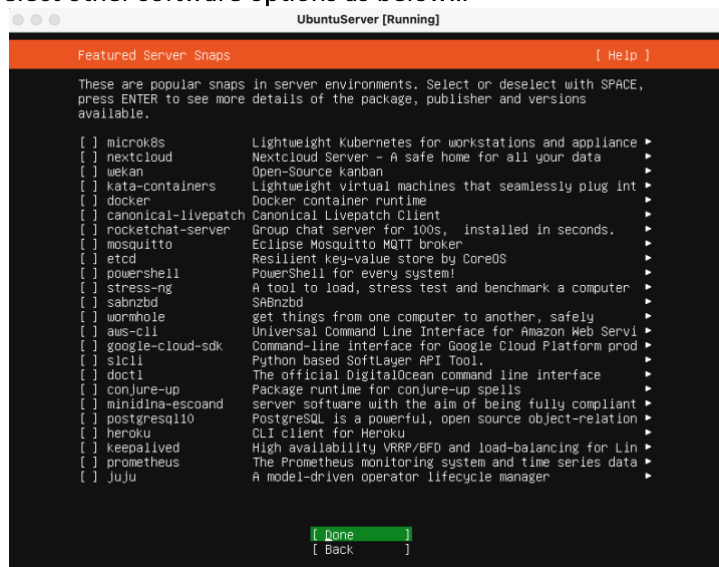 UbuntuServer [Running]
Featured Server Snaps [ Help ]
These are popular snaps in server environments. Select or deselect with SPACE,
press ENTER to see more details of the package, publisher and versions
available.
[ ] microk8s Lightweight Kubernetes for workstations and appliance ▸
[ ] nextcloud Nextcloud Server - A safe home for all your data ▸
[ ] wekan Open-Source kanban ▸
[ ] kata-containers Lightweight virtual machines that seamlessly plug int ▸
[ ] docker Docker container runtime ▸
[ ] canonical-livepatch Canonical Livepatch Client ▸
[ ] rocketchat-server Group chat server for 100s, installed in seconds. ▸
[ ] mosquitto Eclipse Mosquitto MQTT broker ▸
[ ] etcd Resilient key-value store by CoreOS ▸
[ ] powershell PowerShell for every system! ▸
[ ] stress-ng A tool to load, stress test and benchmark a computer ▸
[ ] sabnzbd SABnzbd ▸
[ ] wormhole get things from one computer to another, safely ▸
[ ] aws-cli Universal Command Line Interface for Amazon Web Servi ▸
[ ] google-cloud-sdk Command-line interface for Google Cloud Platform prod ▸
[ ] slcli Python based SoftLayer API Tool. ▸
[ ] doctl The official DigitalOcean command line interface ▸
[ ] conjure-up Package runtime for conjure-up spells ▸
[ ] minidlna-escoand server software with the aim of being fully compliant ▸
[ ] postgresql10 PostgreSQL is a powerful, open source object-relation ▸
[ ] heroku CLI client for Heroku ▸
[ ] keepalived High availability VRRP/BFD and load-balancing for Lin ▸
[ ] prometheus The Prometheus monitoring system and time series data ▸
[ ] juju A model-driven operator lifecycle manager ▸
[ Done ]
[ Back ]